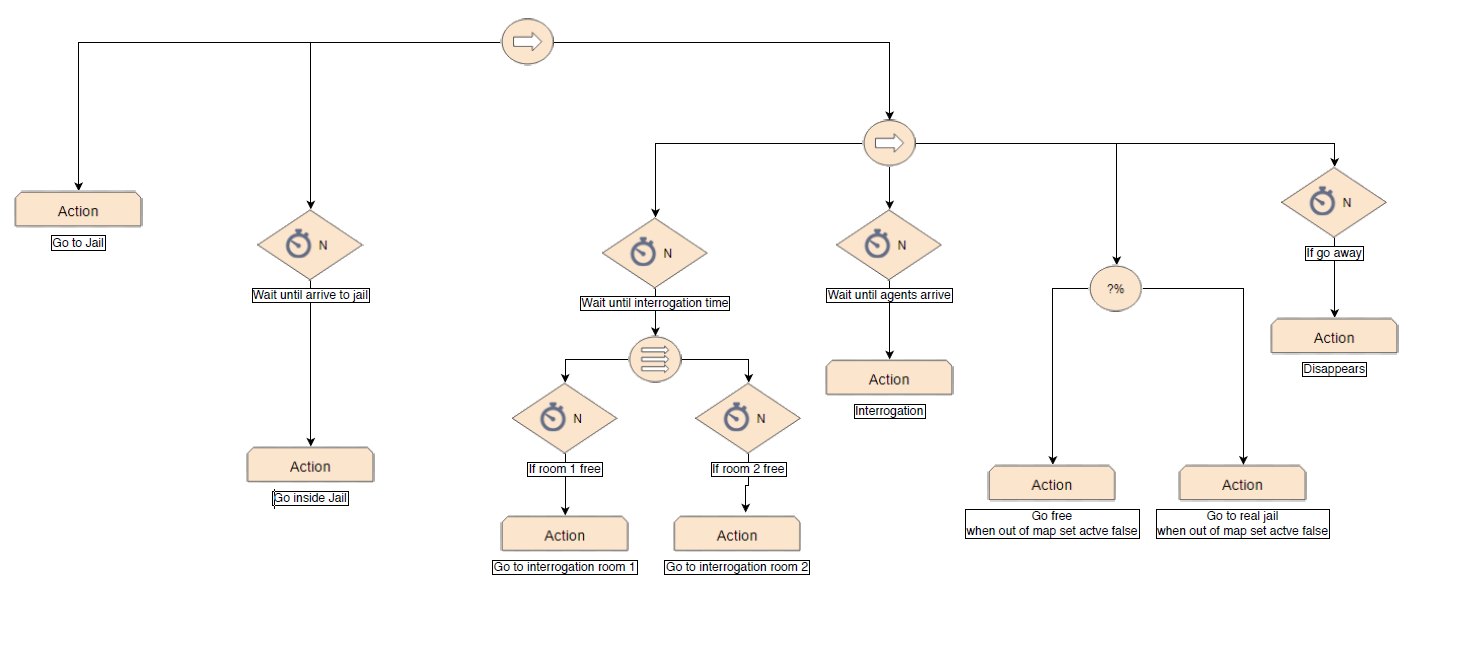 Action
Go to Jail
N
Wait until arrive to jail
Action
Go inside Jail
N
Wait until interrogation time
N
If room 1 free
Action
Go to interrogation room 1
N
If room 2 free
Action
Go to interrogation room 2
N
Wait until agents arrive
Action
Interrogation
?%
Action
Go free
when out of map set actve false
Action
Go to real jail
when out of map set actve false
N
If go away
Action
Disappears